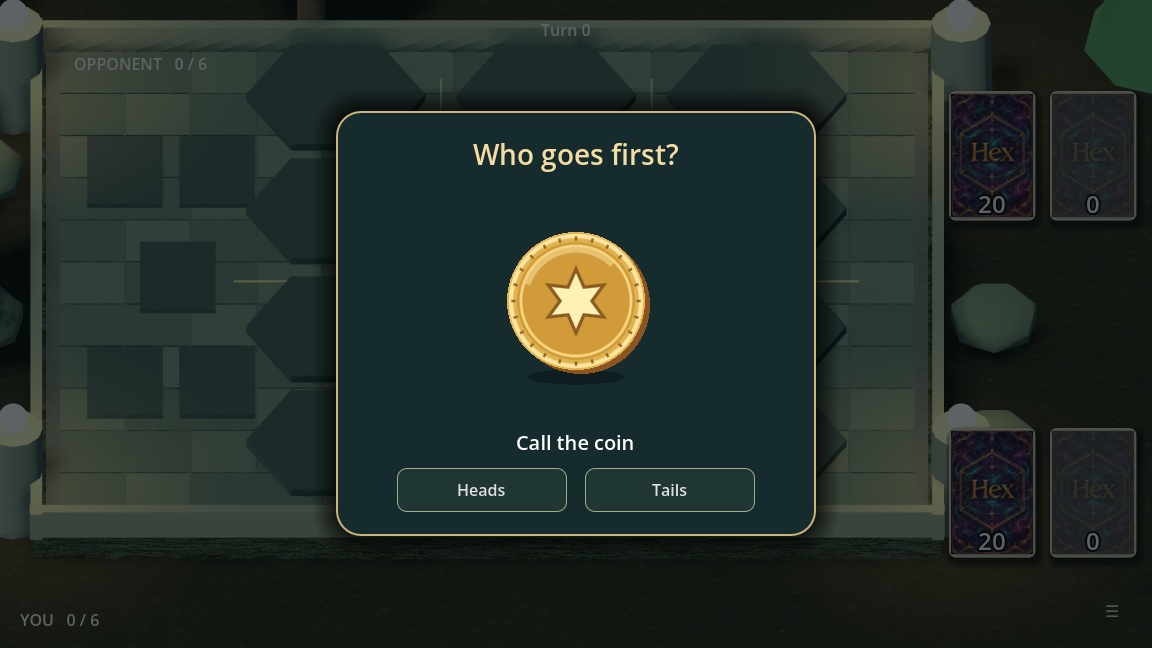 Turn 0
OPPONENT 0 / 6
Who goes first?
Hex
20
Hex
0
Call the coin
Heads
Tails
Hex
20
Hex
0
YOU 0 / 6